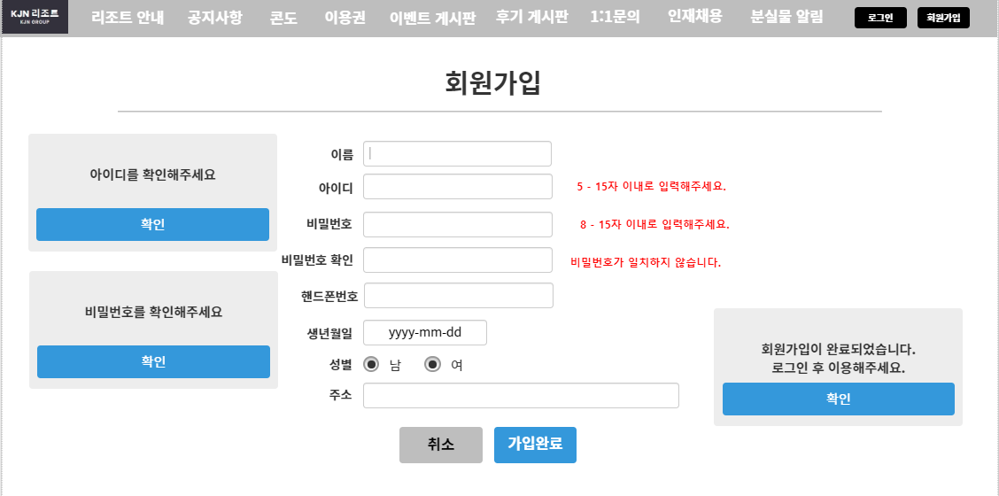 KJN 리조트
KJN GROUP
리조트 안내
공지사항
콘도
이용권
이벤트 게시판
후기 게시판
1:1문의
인재채용
분실물 알림
로그인
회원가입
회원가입
아이디를 확인해주세요
확인
비밀번호를 확인해주세요
확인
이름
아이디
5 - 15자 이내로 입력해주세요.
비밀번호
8 - 15자 이내로 입력해주세요.
비밀번호 확인
비밀번호가 일치하지 않습니다.
핸드폰번호
생년월일
yyyy-mm-dd
성별
남
여
주소
취소
가입완료
회원가입이 완료되었습니다.
로그인 후 이용해주세요.
확인